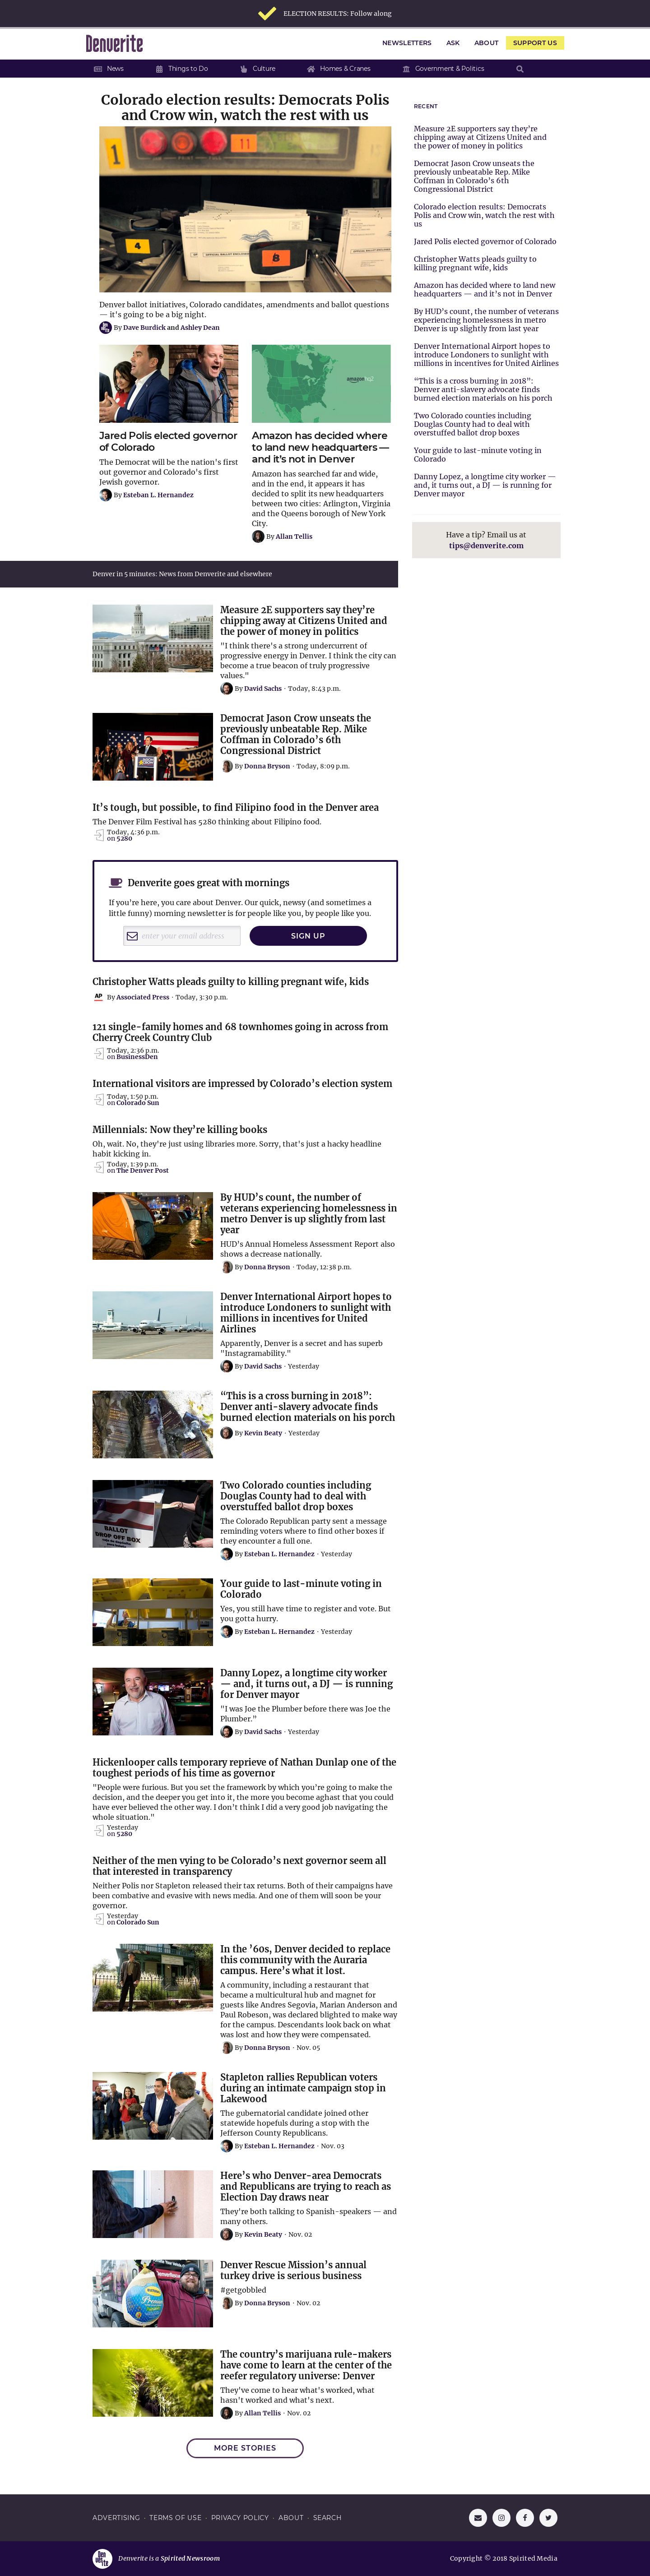 ELECTION RESULTS: Follow along
Denverite
NEWSLETTERS
ASK
ABOUT
SUPPORT US
News
Things to Do
Culture
Homes & Cranes
Government & Politics
Colorado election results: Democrats Polis
and Crow win, watch the rest with us
Denver ballot initiatives, Colorado candidates, amendments and ballot questions
— it's going to be a big night.
By Dave Burdick and Ashley Dean
Jared Polis elected governor
of Colorado
The Democrat will be the nation's first
out governor and Colorado's first
Jewish governor.
By Esteban L. Hernandez
amazon
Amazon has decided where
to land new headquarters —
and it's not in Denver
Amazon has searched far and wide,
and in the end, it appears it has
decided to split its new headquarters
between two cities: Arlington, Virginia
and the Queens borough of New York
City.
By Allan Tellis
RECENT
Measure 2E supporters say they're
chipping away at Citizens United and
the power of money in politics
Democrat Jason Crow unseats the
previously unbeatable Rep. Mike
Coffman in Colorado's 6th
Congressional District
Colorado election results: Democrats
Polis and Crow win, watch the rest with
us
Jared Polis elected governor of Colorado
Christopher Watts pleads guilty to
killing pregnant wife, kids
Amazon has decided where to land new
headquarters — and it's not in Denver
By HUD's count, the number of veterans
experiencing homelessness in metro
Denver is up slightly from last year
Denver International Airport hopes to
introduce Londoners to sunlight with
millions in incentives for United Airlines
“This is a cross burning in 2018”:
Denver anti-slavery advocate finds
burned election materials on his porch
Two Colorado counties including
Douglas County had to deal with
overstuffed ballot drop boxes
Your guide to last-minute voting in
Colorado
Danny Lopez, a longtime city worker —
and, it turns out, a DJ — is running for
Denver mayor
Have a tip? Email us at
tips@denverite.com
Denver in 5 minutes: News from Denverite and elsewhere
Measure 2E supporters say they're
chipping away at Citizens United and
the power of money in politics
"I think there's a strong undercurrent of
progressive energy in Denver. I think the city can
become a true beacon of truly progressive
values."
By David Sachs · Today, 8:43 p.m.
JASON
CROW
Democrat Jason Crow unseats the
previously unbeatable Rep. Mike
Coffman in Colorado's 6th
Congressional District
By Donna Bryson · Today, 8:09 p.m.
It's tough, but possible, to find Filipino food in the Denver area
The Denver Film Festival has 5280 thinking about Filipino food.
Today, 4:36 p.m.
on 5280
Denverite goes great with mornings
If you're here, you care about Denver. Our quick, newsy (and sometimes a
little funny) morning newsletter is for people like you, by people like you.
enter your email address
SIGN UP
Christopher Watts pleads guilty to killing pregnant wife, kids
AP
By Associated Press · Today, 3:30 p.m.
121 single-family homes and 68 townhomes going in across from
Cherry Creek Country Club
Today, 2:36 p.m.
on BusinessDen
International visitors are impressed by Colorado's election system
Today, 1:50 p.m.
on Colorado Sun
Millennials: Now they're killing books
Oh, wait. No, they're just using libraries more. Sorry, that's just a hacky headline
habit kicking in.
Today, 1:39 p.m.
on The Denver Post
By HUD's count, the number of
veterans experiencing homelessness in
metro Denver is up slightly from last
year
HUD's Annual Homeless Assessment Report also
shows a decrease nationally.
By Donna Bryson · Today, 12:38 p.m.
Denver International Airport hopes to
introduce Londoners to sunlight with
millions in incentives for United
Airlines
Apparently, Denver is a secret and has superb
"Instagramability."
By David Sachs · Yesterday
“This is a cross burning in 2018”:
Denver anti-slavery advocate finds
burned election materials on his porch
By Kevin Beaty · Yesterday
BALLOT
DROP OFF BOX
Two Colorado counties including
Douglas County had to deal with
overstuffed ballot drop boxes
The Colorado Republican party sent a message
reminding voters where to find other boxes if
they encounter a full one.
By Esteban L. Hernandez · Yesterday
Your guide to last-minute voting in
Colorado
Yes, you still have time to register and vote. But
you gotta hurry.
By Esteban L. Hernandez · Yesterday
Danny Lopez, a longtime city worker
— and, it turns out, a DJ — is running
for Denver mayor
"I was Joe the Plumber before there was Joe the
Plumber."
By David Sachs · Yesterday
Hickenlooper calls temporary reprieve of Nathan Dunlap one of the
toughest periods of his time as governor
"People were furious. But you set the framework by which you're going to make the
decision, and the deeper you get into it, the more you become aghast that you could
have ever believed the other way. I don't think I did a very good job navigating the
whole situation."
Yesterday
on 5280
Neither of the men vying to be Colorado's next governor seem all
that interested in transparency
Neither Polis nor Stapleton released their tax returns. Both of their campaigns have
been combative and evasive with news media. And one of them will soon be your
governor.
Yesterday
on Colorado Sun
In the '60s, Denver decided to replace
this community with the Auraria
campus. Here's what it lost.
A community, including a restaurant that
became a multicultural hub and magnet for
guests like Andres Segovia, Marian Anderson and
Paul Robeson, was declared blighted to make way
for the campus. Descendants look back on what
was lost and how they were compensated.
By Donna Bryson · Nov. 05
Stapleton rallies Republican voters
during an intimate campaign stop in
Lakewood
The gubernatorial candidate joined other
statewide hopefuls during a stop with the
Jefferson County Republicans.
By Esteban L. Hernandez · Nov. 03
Here's who Denver-area Democrats
and Republicans are trying to reach as
Election Day draws near
They're both talking to Spanish-speakers — and
many others.
By Kevin Beaty · Nov. 02
Denver Rescue Mission's annual
turkey drive is serious business
#getgobbled
By Donna Bryson · Nov. 02
The country's marijuana rule-makers
have come to learn at the center of the
reefer regulatory universe: Denver
They've come to hear what's worked, what
hasn't worked and what's next.
By Allan Tellis · Nov. 02
MORE STORIES
ADVERTISING · TERMS OF USE · PRIVACY POLICY · ABOUT · SEARCH
Denverite is a Spirited Newsroom
Copyright © 2018 Spirited Media